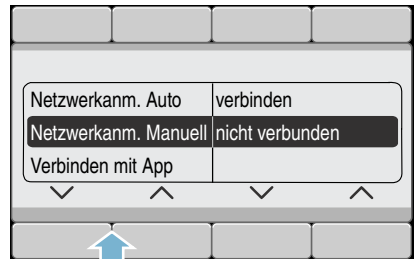 Netzwerkanm. Auto verbinden
Netzwerkanm. Manuell nicht verbunden
Verbinden mit App